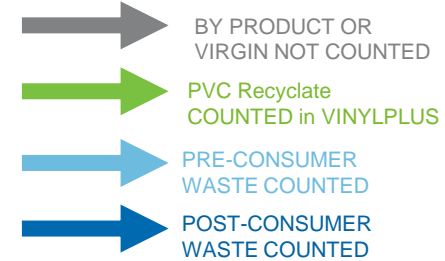 BY PRODUCT OR
VIRGIN NOT COUNTED
PVC Recyclate
COUNTED in VINYLPLUS
PRE-CONSUMER
WASTE COUNTED
POST-CONSUMER
WASTE COUNTED